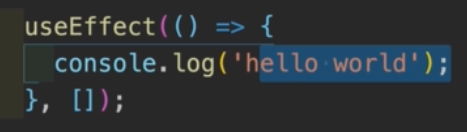 useEffect(() => {
  console.log('hello world');
}, []);